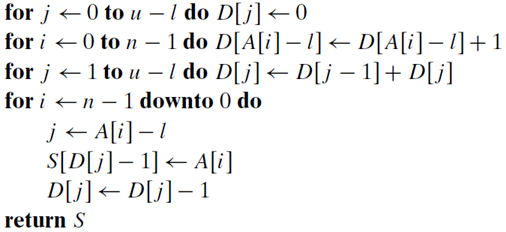 for j ← 0 to u − l do D[j] ← 0
for i ← 0 to n − 1 do D[A[i] − l] ← D[A[i] − l] + 1
for j ← 1 to u − l do D[j] ← D[j − 1] + D[j]
for i ← n − 1 downto 0 do
j ← A[i] − l
S[D[j] − 1] ← A[i]
D[j] ← D[j] − 1
return S